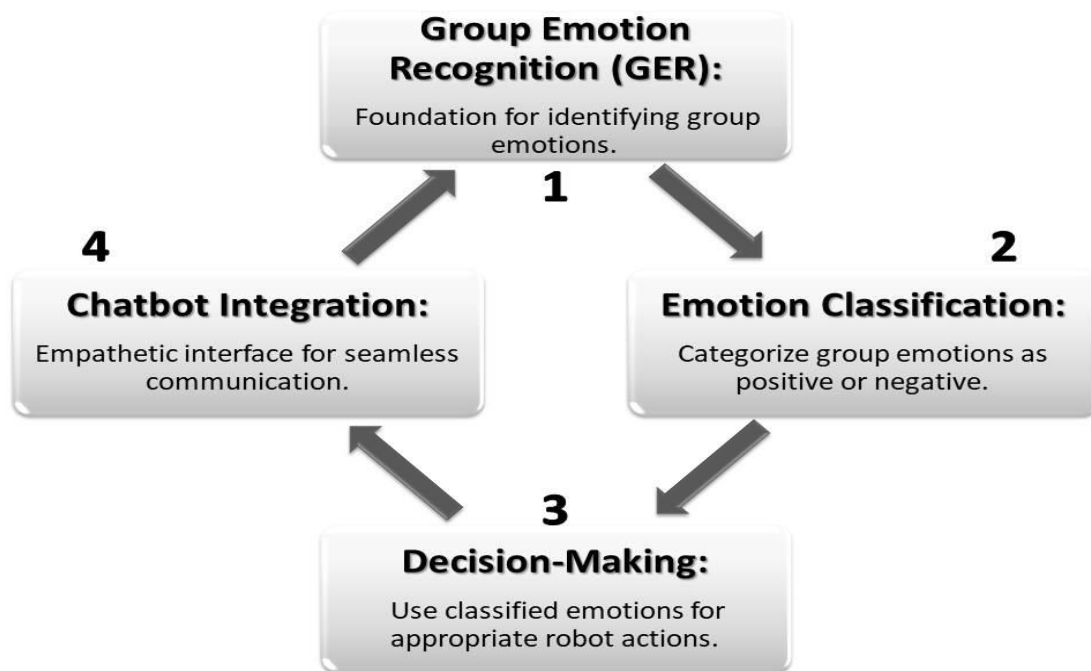 Group Emotion
Recognition (GER):
Foundation for identifying group
emotions.
1
2
Emotion Classification:
Categorize group emotions as
positive or negative.
3
Decision-Making:
Use classified emotions for
appropriate robot actions.
4
Chatbot Integration:
Empathetic interface for seamless
communication.